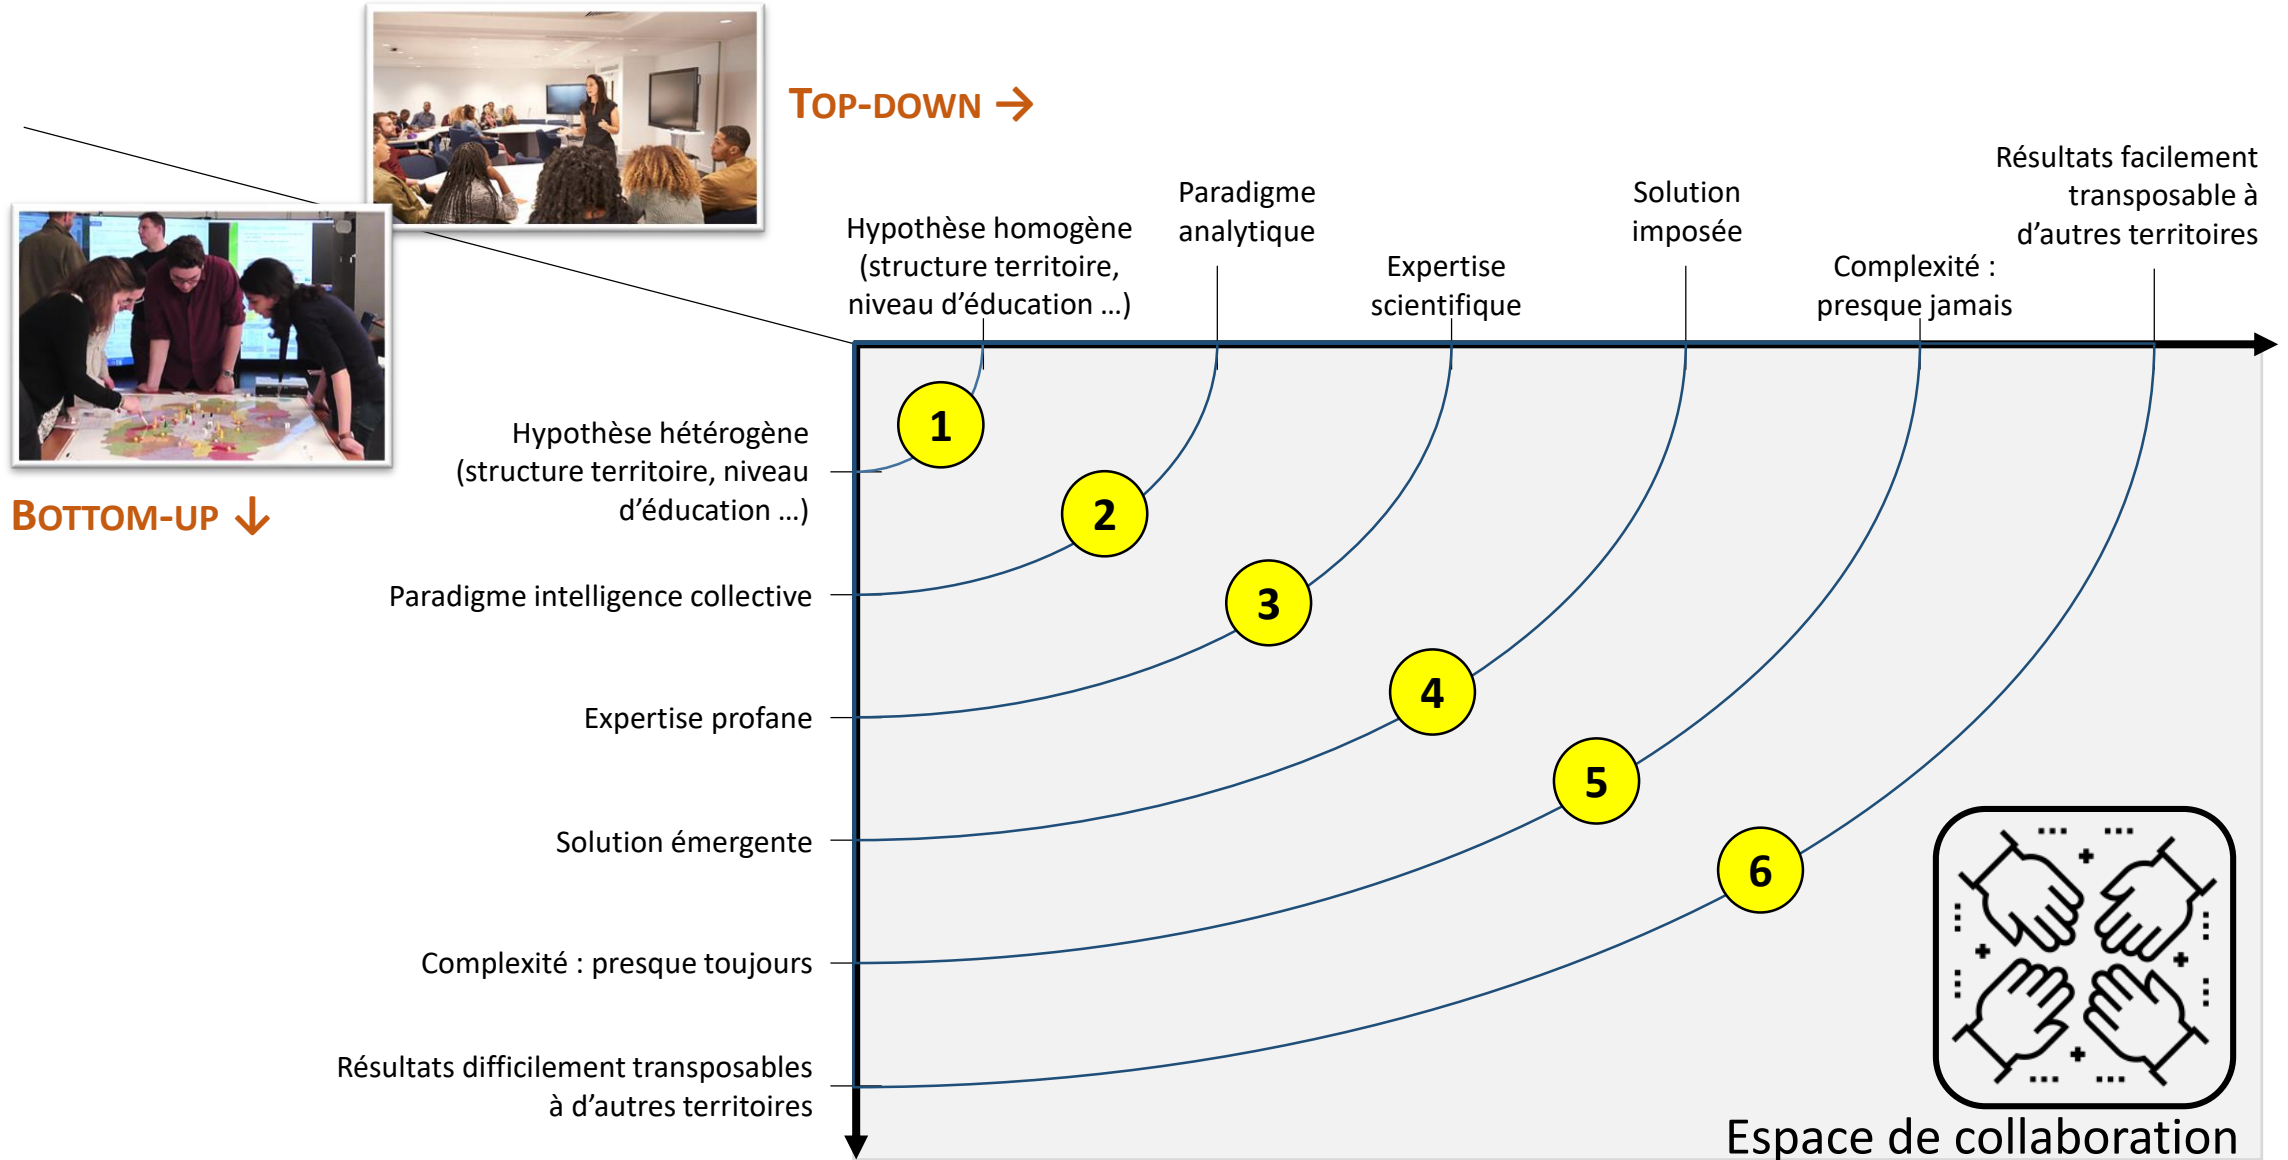 TOP-DOWN →
Résultats facilement
transposable à
d’autres territoires
Paradigme
analytique
Solution
imposée
Hypothèse homogène
(structure territoire,
niveau d’éducation …)
Expertise
scientifique
Complexité :
presque jamais
BOTTOM-UP ↓
Hypothèse hétérogène
(structure territoire, niveau
d’éducation …)
1
2
Paradigme intelligence collective
3
Expertise profane
4
Solution émergente
5
6
Complexité : presque toujours
Résultats difficilement transposables
à d’autres territoires
Espace de collaboration